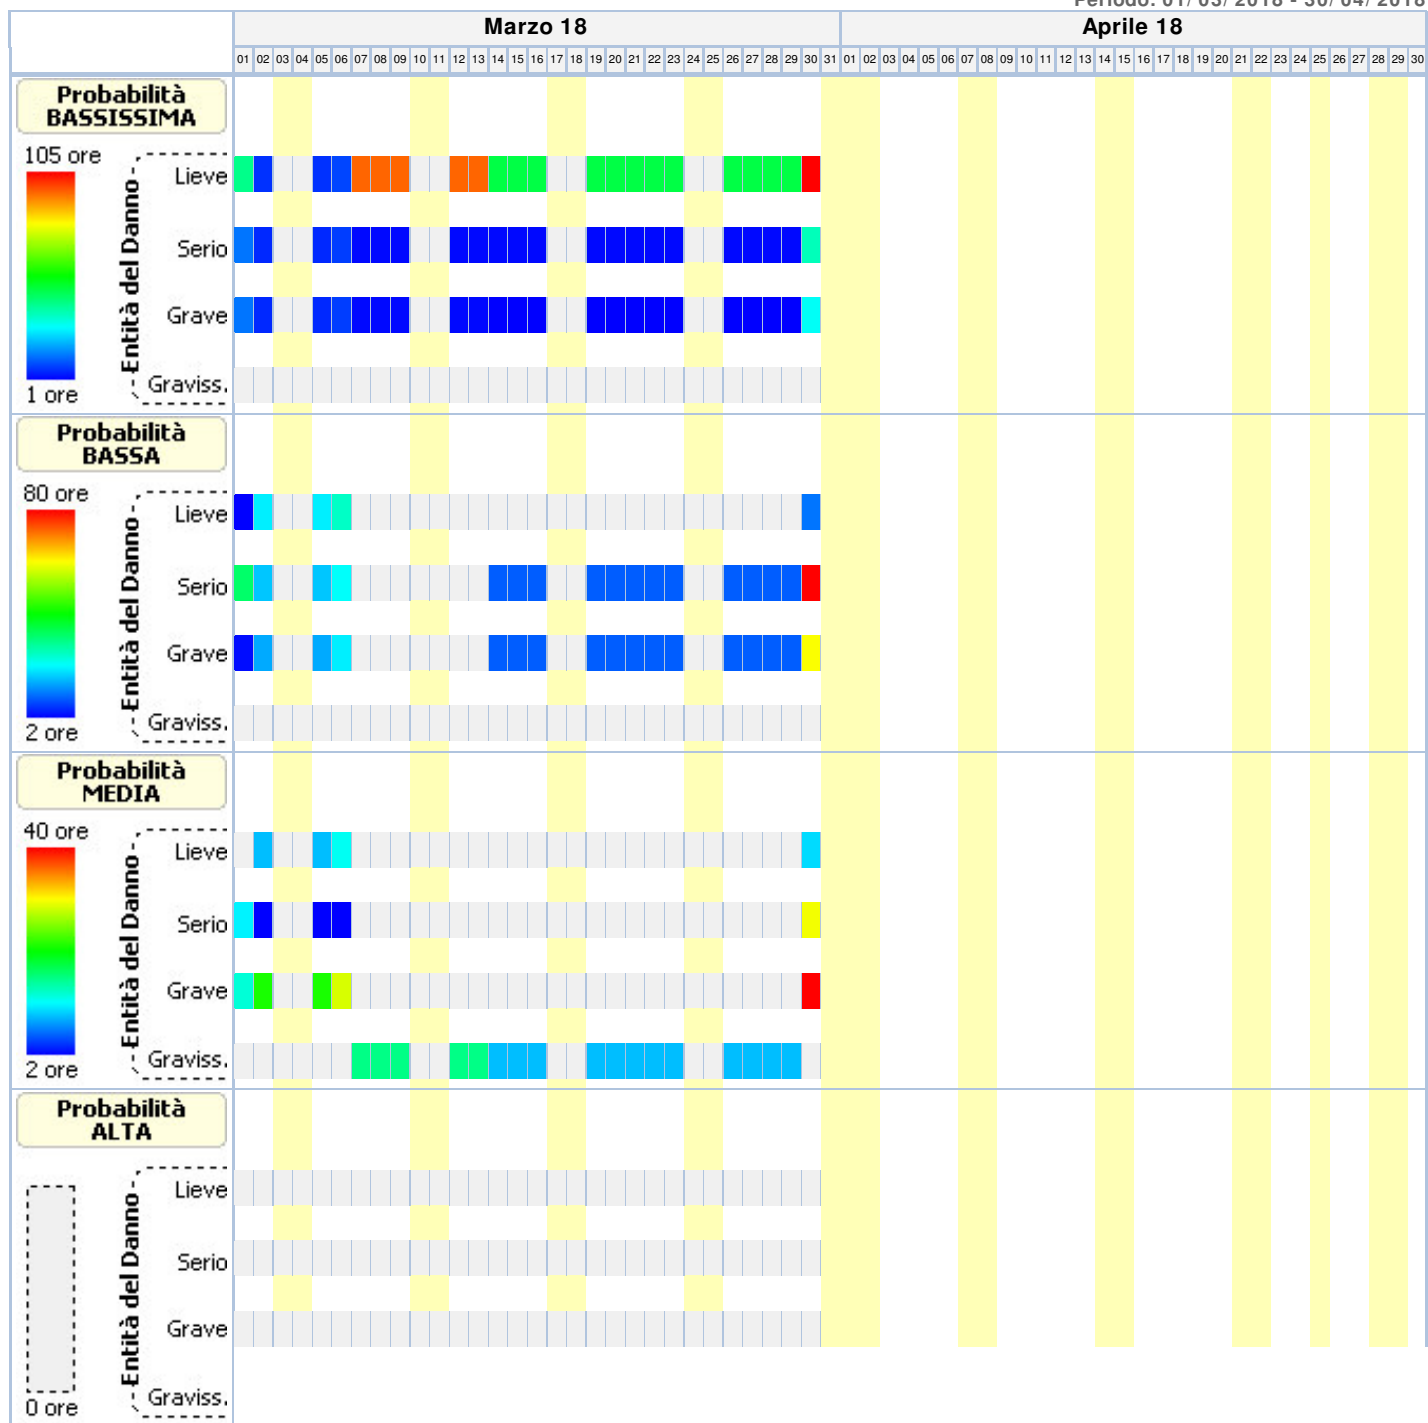 Periodo: 01/03/2018 - 30/04/2018
Marzo 18 Aprile 18
01 02 03 04 05 06 07 08 09 10 11 12 13 14 15 16 17 18 19 20 21 22 23 24 25 26 27 28 29 30 31 01 02 03 04 05 06 07 08 09 10 11 12 13 14 15 16 17 18 19 20 21 22 23 24 25 26 27 28 29 30
Probabilità
BASSISSIMA
105 ore
Entità del Danno
Lieve
Serio
Grave
Graviss.
1 ore
Probabilità
BASSA
80 ore
Entità del Danno
Lieve
Serio
Grave
Graviss.
2 ore
Probabilità
MEDIA
40 ore
Entità del Danno
Lieve
Serio
Grave
Graviss.
2 ore
Probabilità
ALTA
Entità del Danno
Lieve
Serio
Grave
Graviss.
0 ore